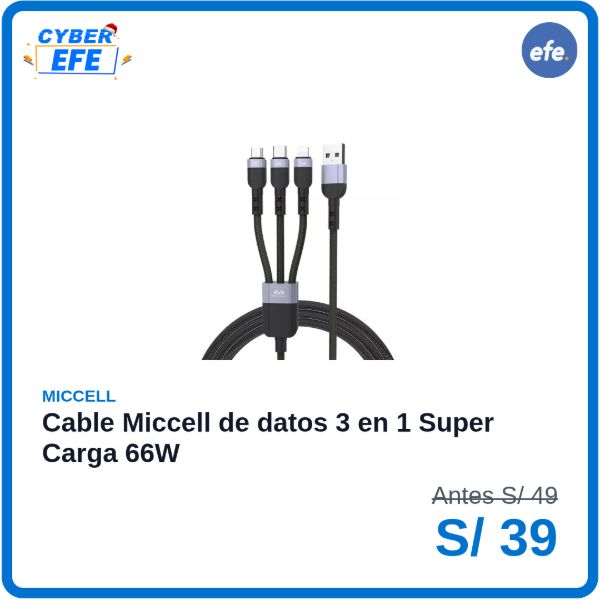 CYBER
EFE
efe.
MICCELL
Cable Miccell de datos 3 en 1 Super
Carga 66W
Antes S/ 49
S/ 39